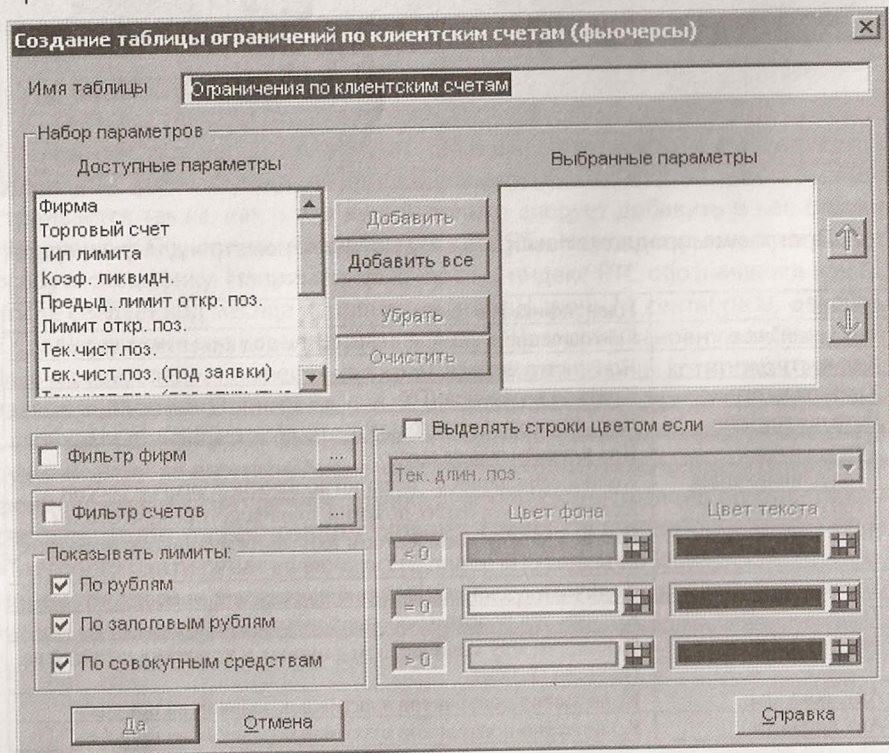 Создание таблицы ограничений по клиентским счетам (фьючерсы)
Имя таблицы Ограничения по клиентским счетам
Набор параметров
Доступные параметры
Выбранные параметры
Фирма
Торговый счет
Тип лимита
Коэф. ликвидн.
Предыд. лимит откр. поз.
Лимит откр. поз.
Тек.чист.поз.
Тек.чист.поз. (под заявки)
Добавить
Добавить все
Убрать
Очистить
Фильтр фирм ...
Фильтр счетов ...
Показывать лимиты:
По рублям
По залоговым рублям
По совокупным средствам
Выделять строки цветом если
Тек. длин. поз.
Цвет фона Цвет текста
< 0
= 0
> 0
Да Отмена Справка